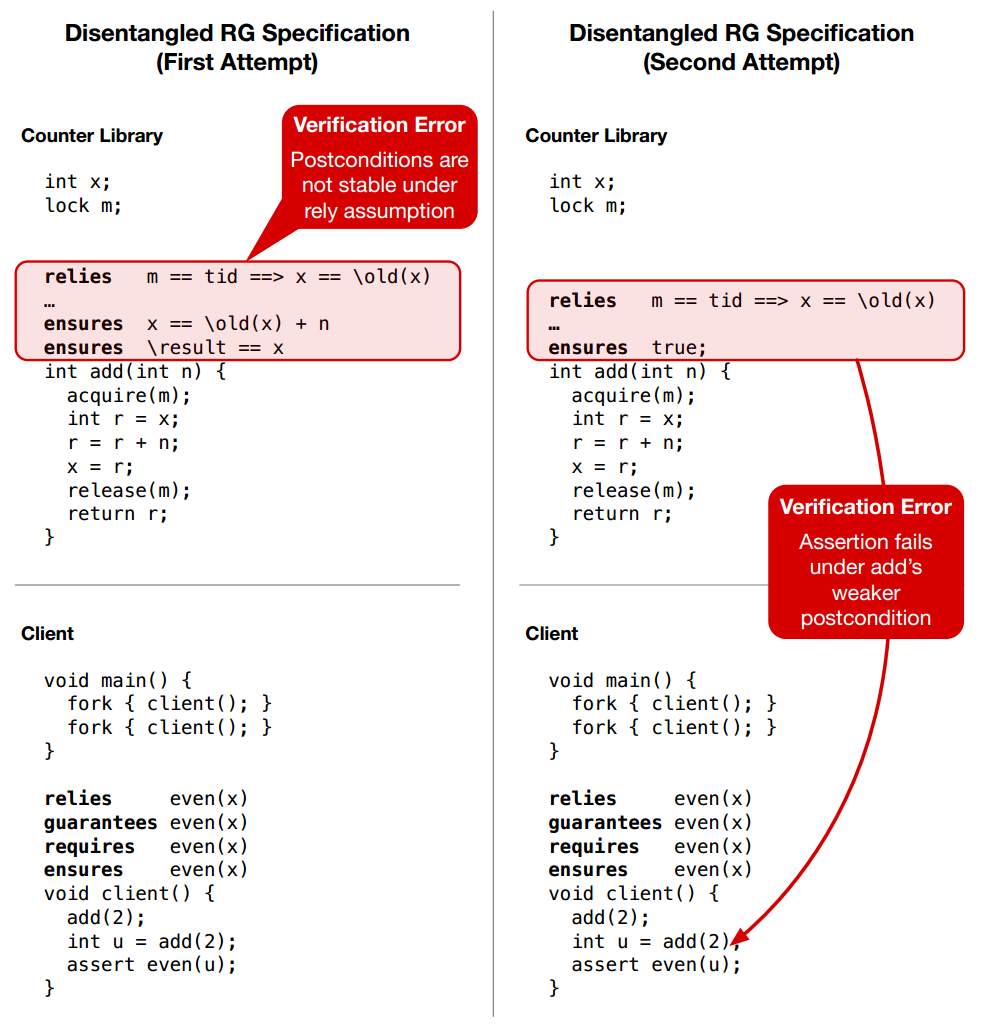 Disentangled RG Specification
(First Attempt)
Counter Library
Verification Error
Postconditions are
not stable under
rely assumption
int x;
lock m;
relies   m == tid ==> x == \old(x)
…
ensures  x == \old(x) + n
ensures  \result == x
int add(int n) {
  acquire(m);
  int r = x;
  r = r + n;
  x = r;
  release(m);
  return r;
}
Client
void main() {
  fork { client(); }
  fork { client(); }
}
relies     even(x)
guarantees even(x)
requires   even(x)
ensures    even(x)
void client() {
  add(2);
  int u = add(2);
  assert even(u);
}
Disentangled RG Specification
(Second Attempt)
Counter Library
int x;
lock m;
relies   m == tid ==> x == \old(x)
…
ensures  true;
int add(int n) {
  acquire(m);
  int r = x;
  r = r + n;
  x = r;
  release(m);
  return r;
}
Verification Error
Assertion fails
under add’s
weaker
postcondition
Client
void main() {
  fork { client(); }
  fork { client(); }
}
relies     even(x)
guarantees even(x)
requires   even(x)
ensures    even(x)
void client() {
  add(2);
  int u = add(2);
  assert even(u);
}